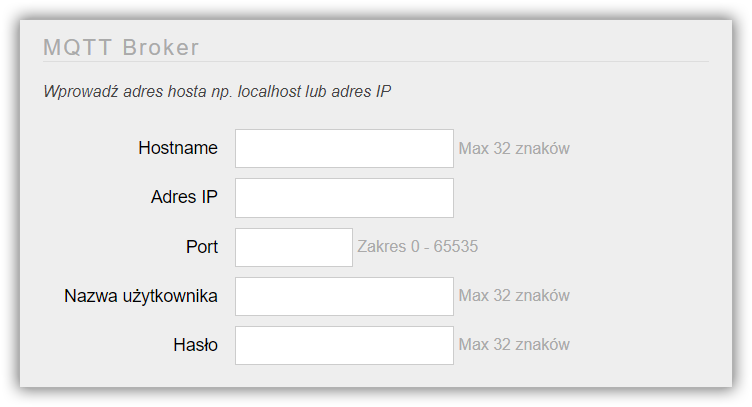 MQTT Broker
Wprowadź adres hosta np. localhost lub adres IP
Hostname Max 32 znaków
Adres IP
Port Zakres 0 - 65535
Nazwa użytkownika Max 32 znaków
Hasło Max 32 znaków